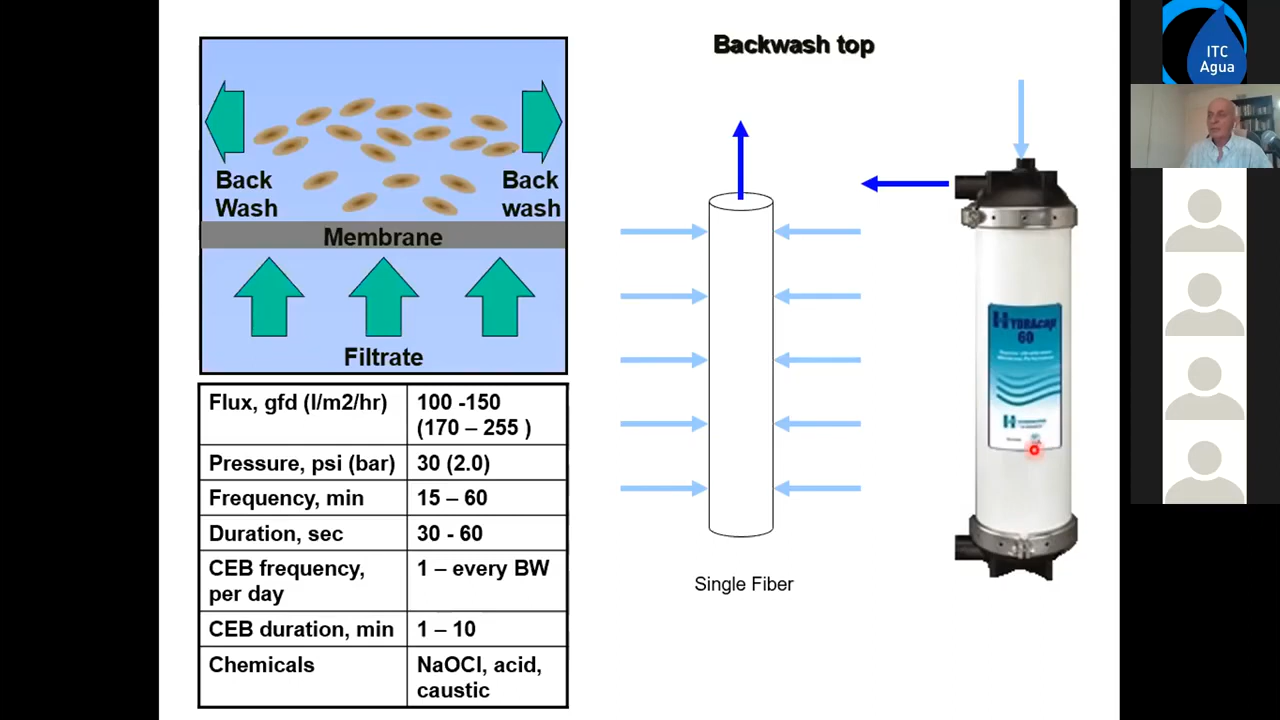 Backwash top
ITC
Agua
Back
Wash
Back
wash
Membrane
Filtrate
Flux, gfd (l/m2/hr)
100 -150
(170 – 255 )
Pressure, psi (bar)
30 (2.0)
Frequency, min
15 – 60
Duration, sec
30 - 60
CEB frequency,
per day
1 – every BW
CEB duration, min
1 – 10
Chemicals
NaOCl, acid,
caustic
Single Fiber
HYDRAcap
60